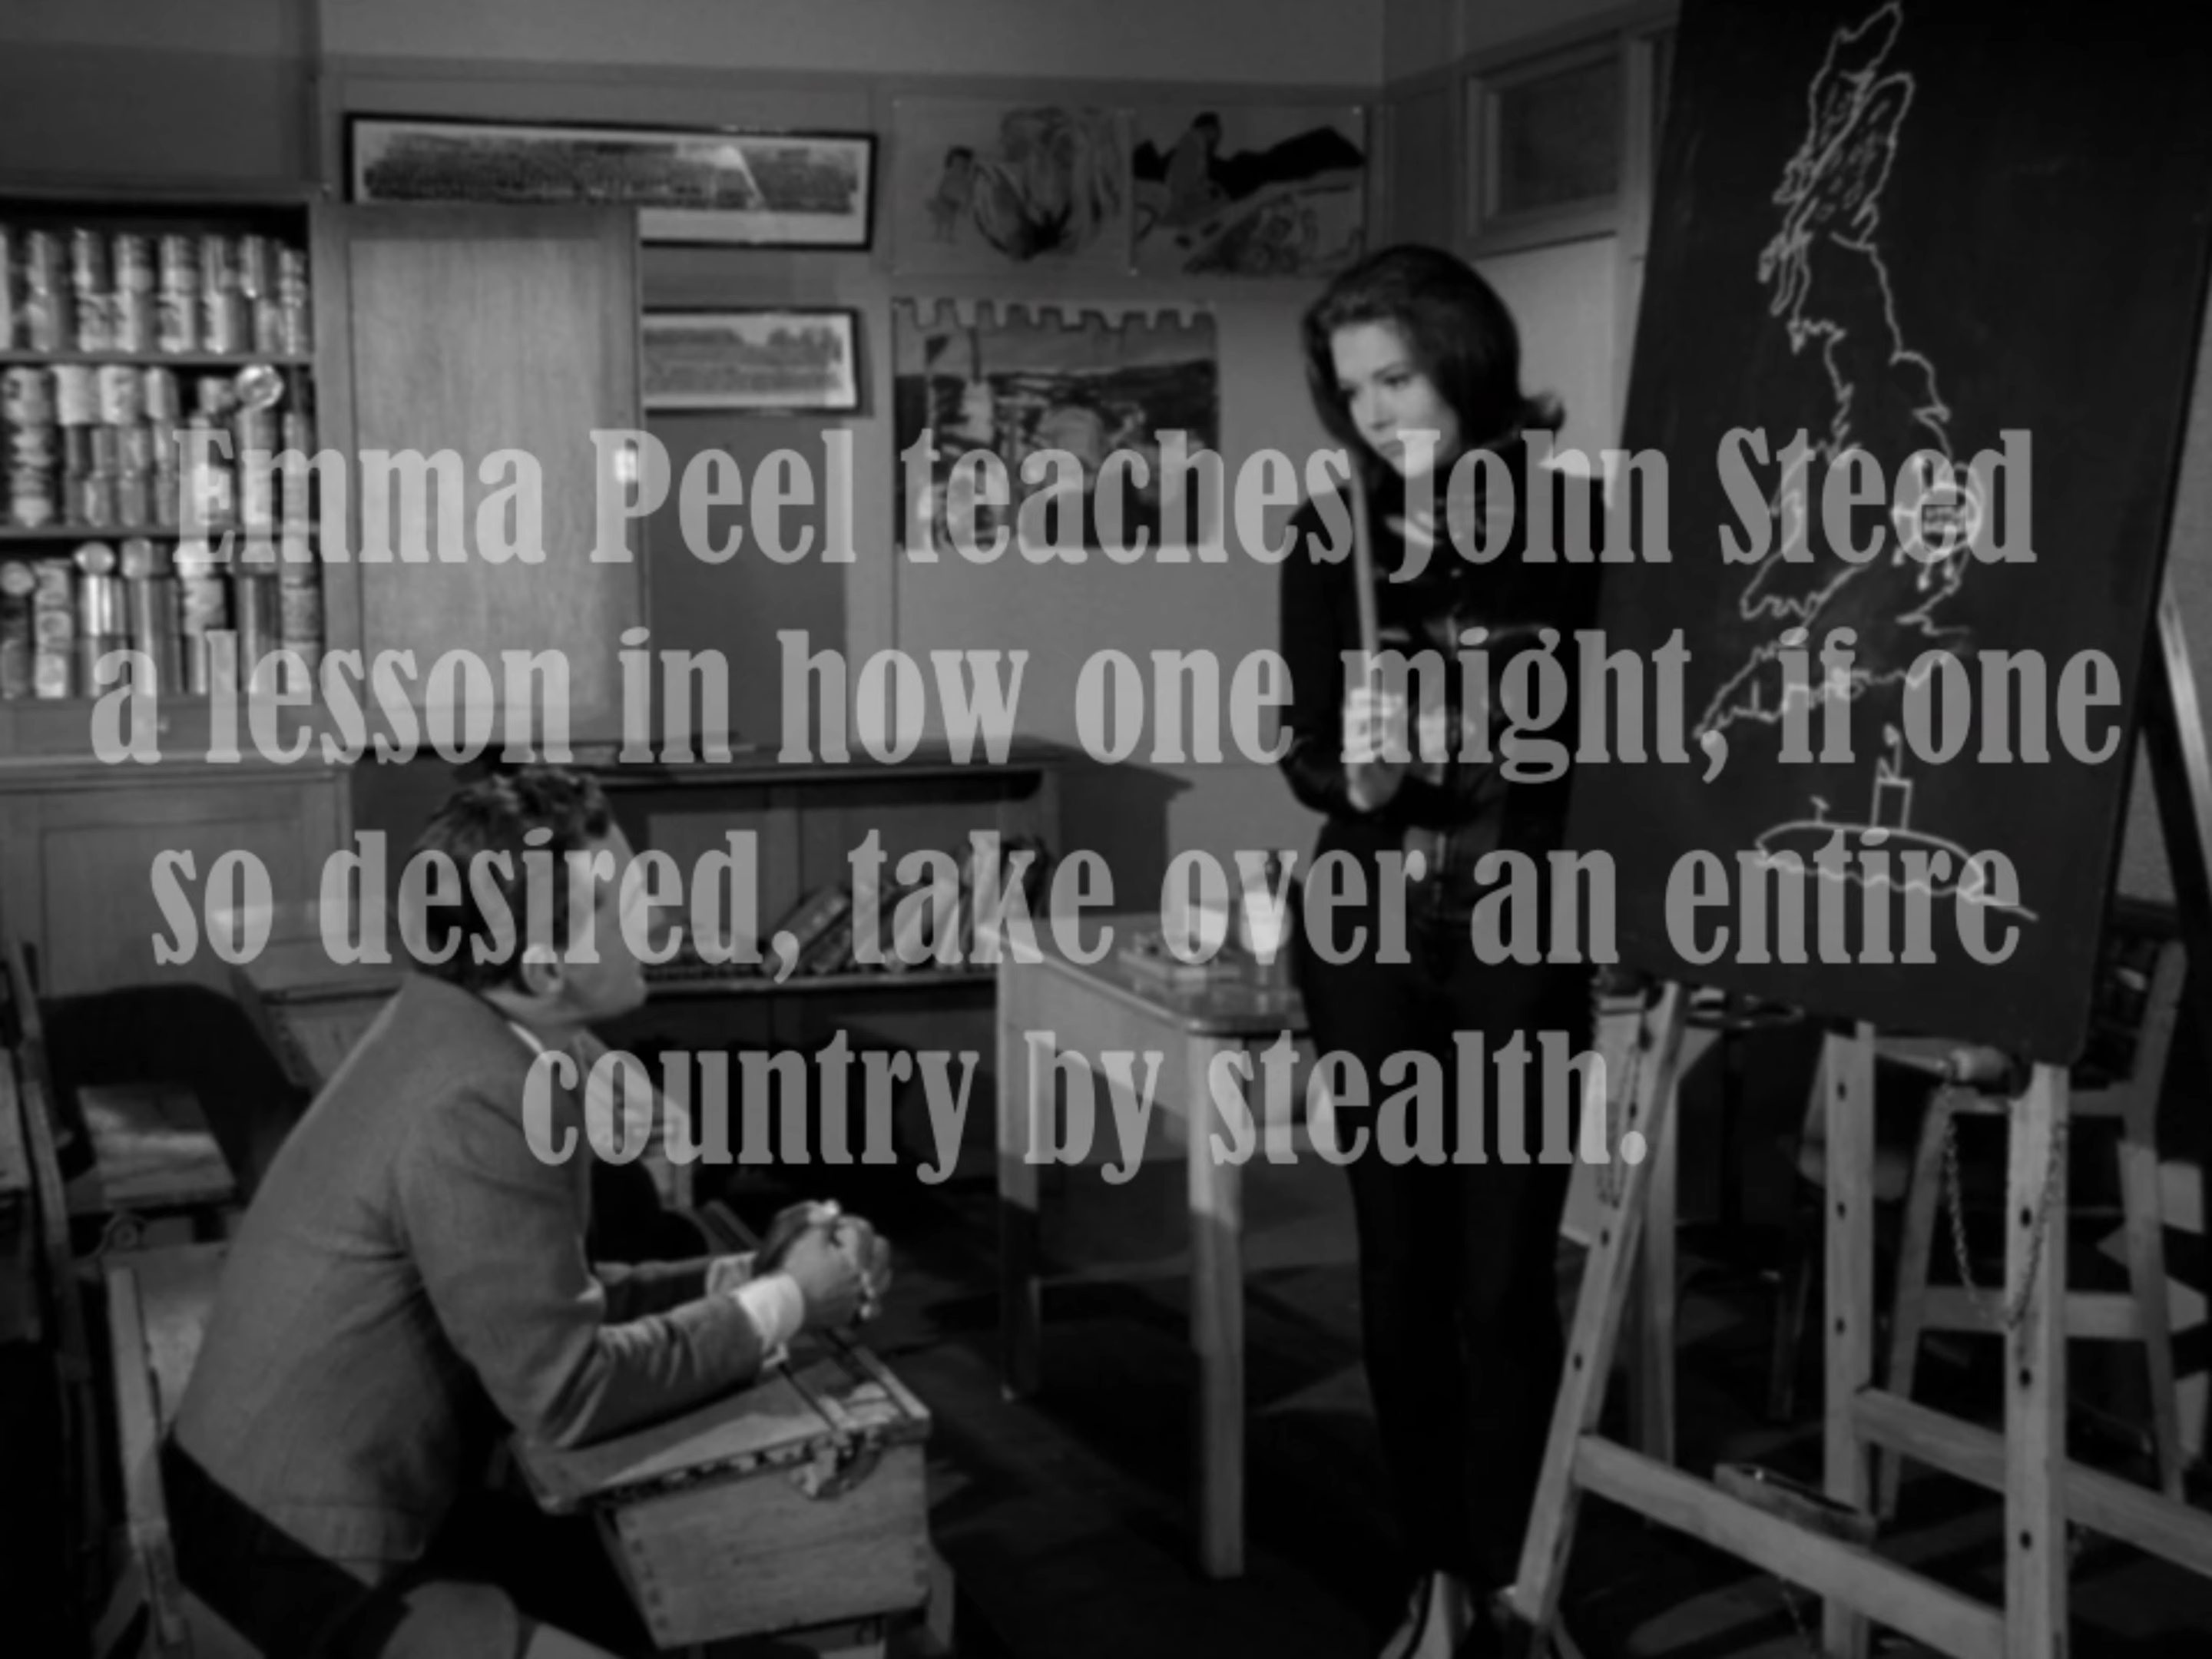 Emma Peel teaches John Steed
a lesson in how one might, if one
so desired, take over an entire
country by stealth.